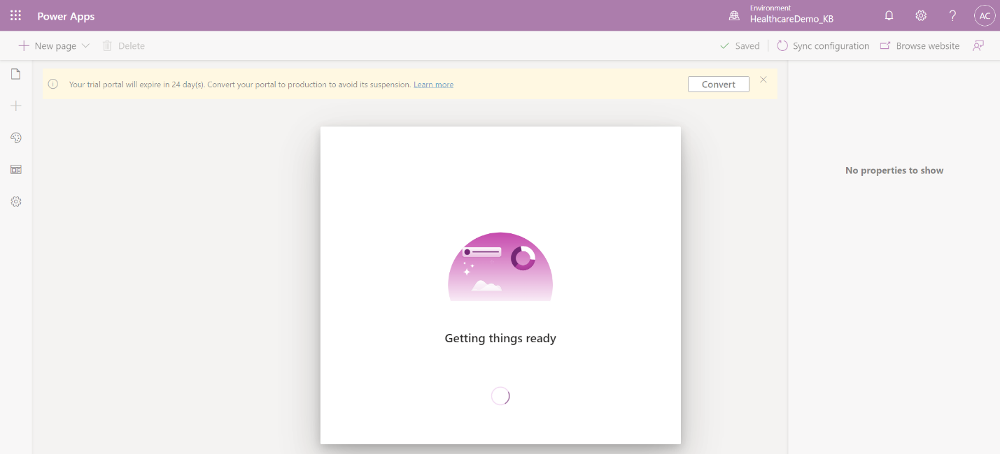 Power Apps
Environment
HealthcareDemo_KB
?
AC
New page
Delete
Saved
Sync configuration
Browse website
Your trial portal will expire in 24 day(s). Convert your portal to production to avoid its suspension. Learn more
Convert
No properties to show
Getting things ready